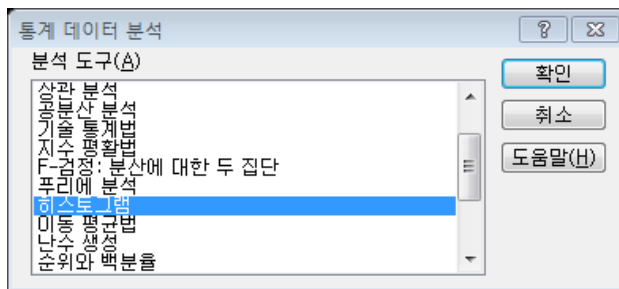 통계 데이터 분석
분석 도구(A)
상관 분석
공분산 분석
기술 통계법
지수 평활법
F-검정: 분산에 대한 두 집단
푸리에 분석
히스토그램
이동 평균법
난수 생성
순위와 백분율
확인
취소
도움말(H)